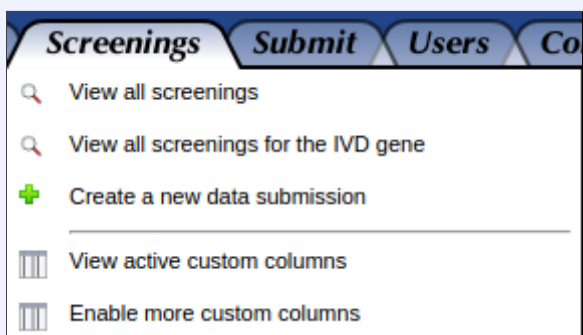 Screenings Submit Users Co
View all screenings
View all screenings for the IVD gene
Create a new data submission
View active custom columns
Enable more custom columns